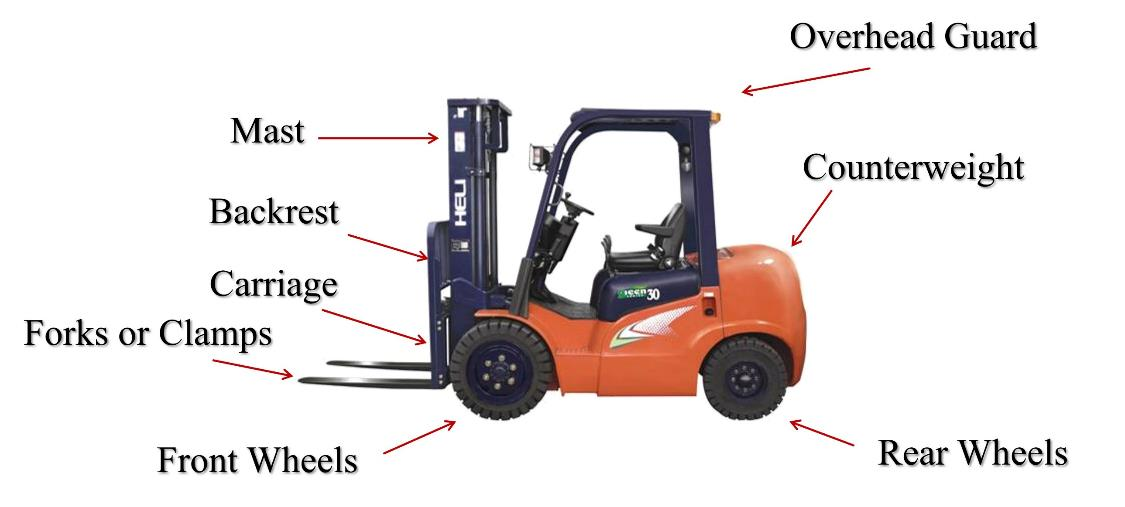 Overhead Guard
Mast
Counterweight
Backrest
Carriage
Forks or Clamps
Front Wheels
Rear Wheels
HELI
30